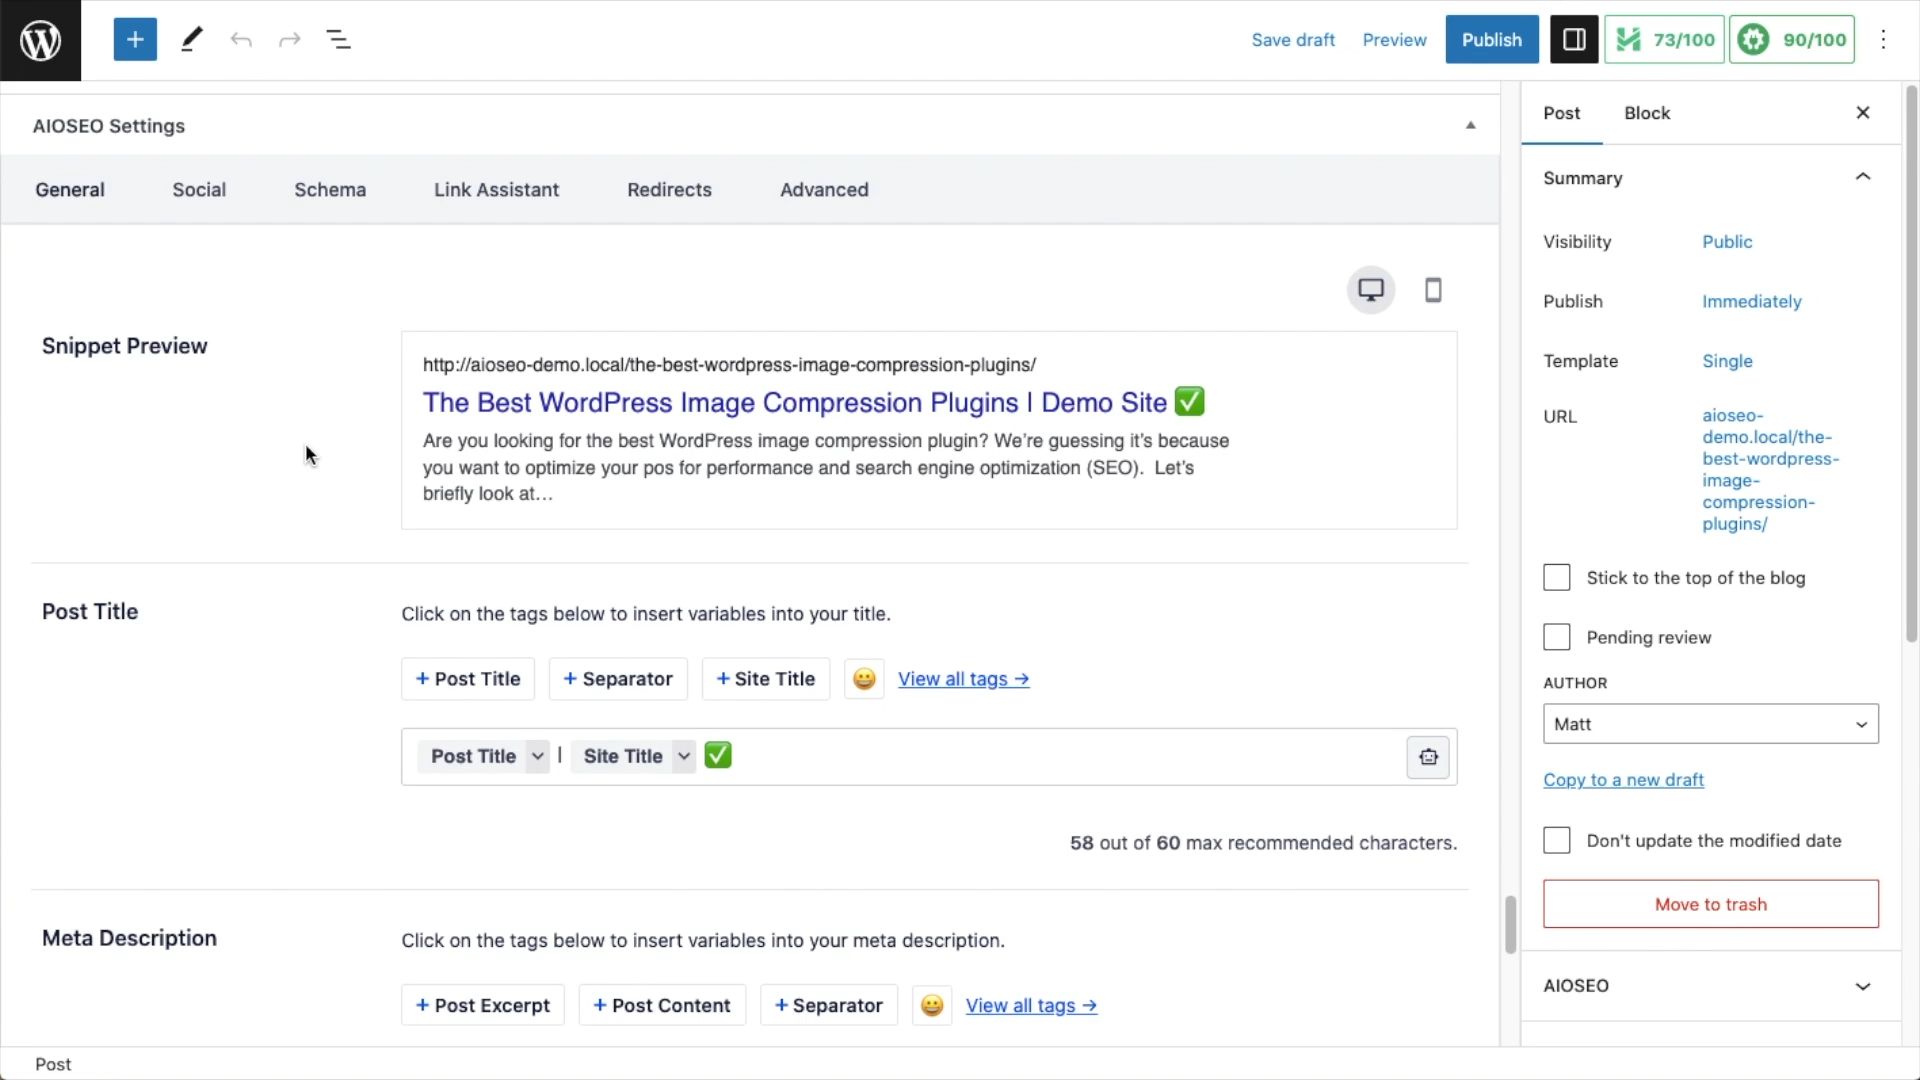 Save draft
Preview
Publish
73/100
90/100
AIOSEO Settings
General
Social
Schema
Link Assistant
Redirects
Advanced
Snippet Preview
http://aioseo-demo.local/the-best-wordpress-image-compression-plugins/
The Best WordPress Image Compression Plugins | Demo Site ✅
Are you looking for the best WordPress image compression plugin? We're guessing it's because
you want to optimize your pos for performance and search engine optimization (SEO).  Let's
briefly look at...
Post Title
Click on the tags below to insert variables into your title.
+ Post Title
+ Separator
+ Site Title
View all tags →
Post Title | Site Title ✅
58 out of 60 max recommended characters.
Meta Description
Click on the tags below to insert variables into your meta description.
+ Post Excerpt
+ Post Content
+ Separator
View all tags →
Post
Post
Block
Summary
Visibility
Public
Publish
Immediately
Template
Single
URL
aioseo-
demo.local/the-
best-wordpress-
image-
compression-
plugins/
Stick to the top of the blog
Pending review
AUTHOR
Matt
Copy to a new draft
Don't update the modified date
Move to trash
AIOSEO